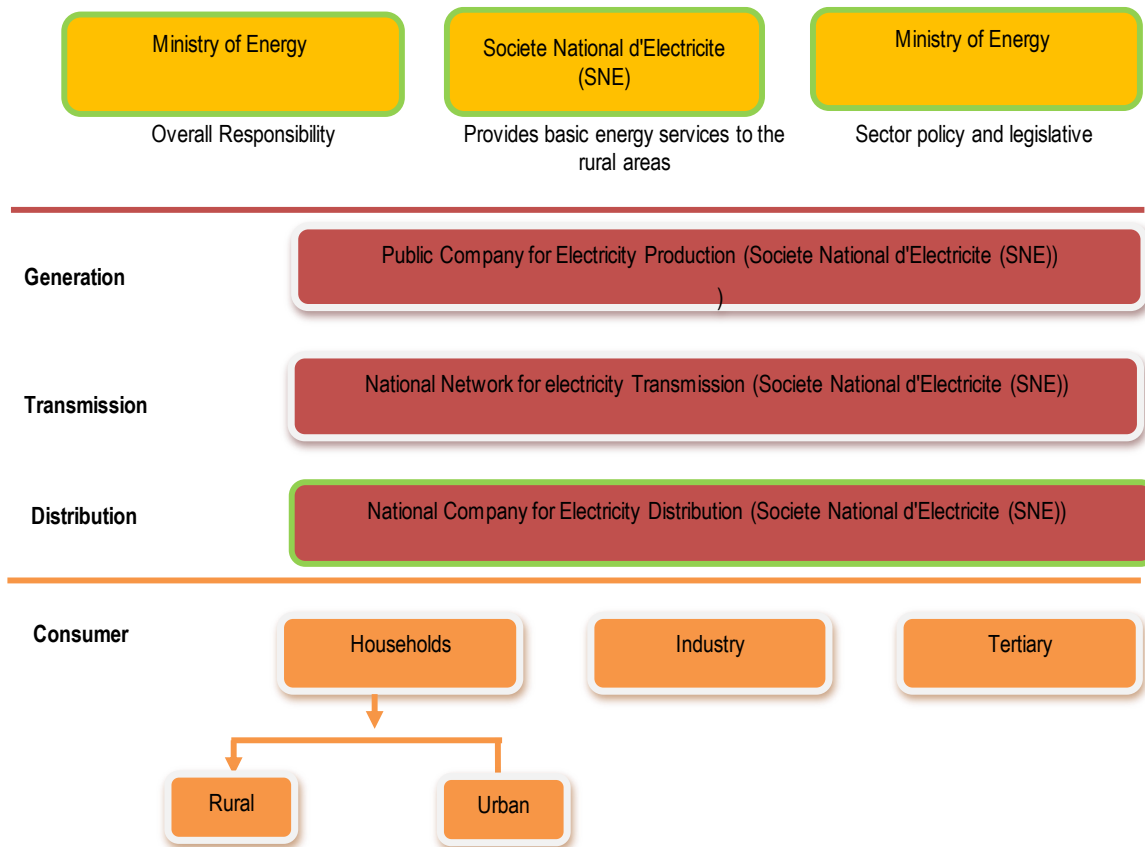 Ministry of Energy
Societe National d'Electricite
(SNE)
Ministry of Energy
Overall Responsibility
Provides basic energy services to the
rural areas
Sector policy and legislative
Generation
Public Company for Electricity Production (Societe National d'Electricite (SNE))
)
Transmission
National Network for electricity Transmission (Societe National d'Electricite (SNE))
Distribution
National Company for Electricity Distribution (Societe National d'Electricite (SNE))
Consumer
Households
Industry
Tertiary
Rural
Urban